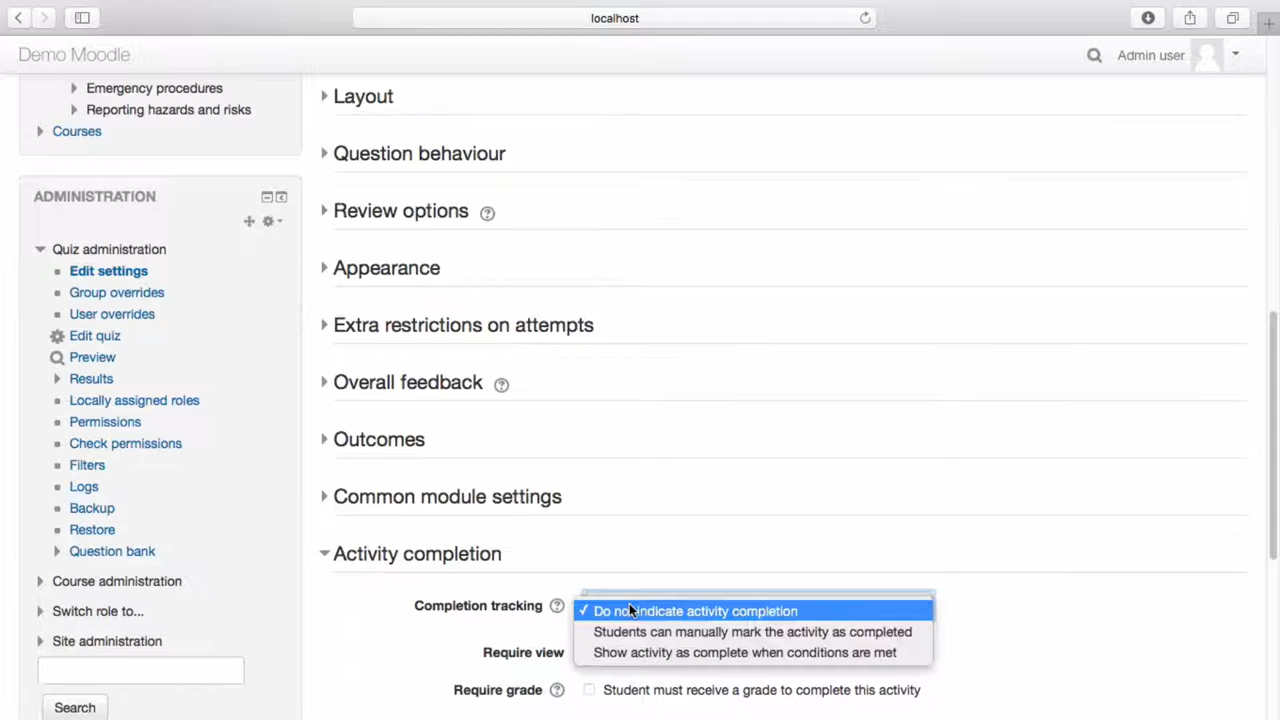 localhost
Demo Moodle
Admin user
Emergency procedures
Reporting hazards and risks
Courses
ADMINISTRATION
Quiz administration
Edit settings
Group overrides
User overrides
Edit quiz
Preview
Results
Locally assigned roles
Permissions
Check permissions
Filters
Logs
Backup
Restore
Question bank
Course administration
Switch role to...
Site administration
Search
Layout
Question behaviour
Review options
Appearance
Extra restrictions on attempts
Overall feedback
Outcomes
Common module settings
Activity completion
Completion tracking
Do not indicate activity completion
Students can manually mark the activity as completed
Show activity as complete when conditions are met
Require view
Require grade
Student must receive a grade to complete this activity